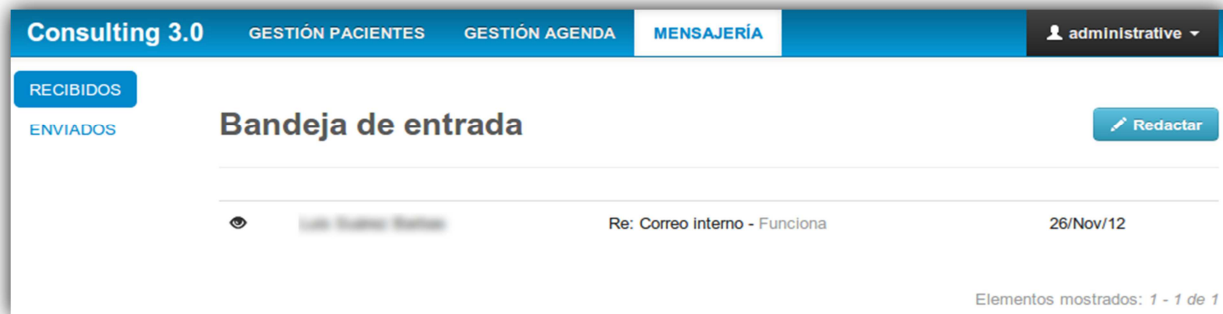 Consulting 3.0 GESTIÓN PACIENTES GESTIÓN AGENDA MENSAJERÍA administrative
RECIBIDOS
ENVIADOS
Bandeja de entrada
Redactar
Re: Correo interno - Funciona 26/Nov/12
Elementos mostrados: 1 - 1 de 1